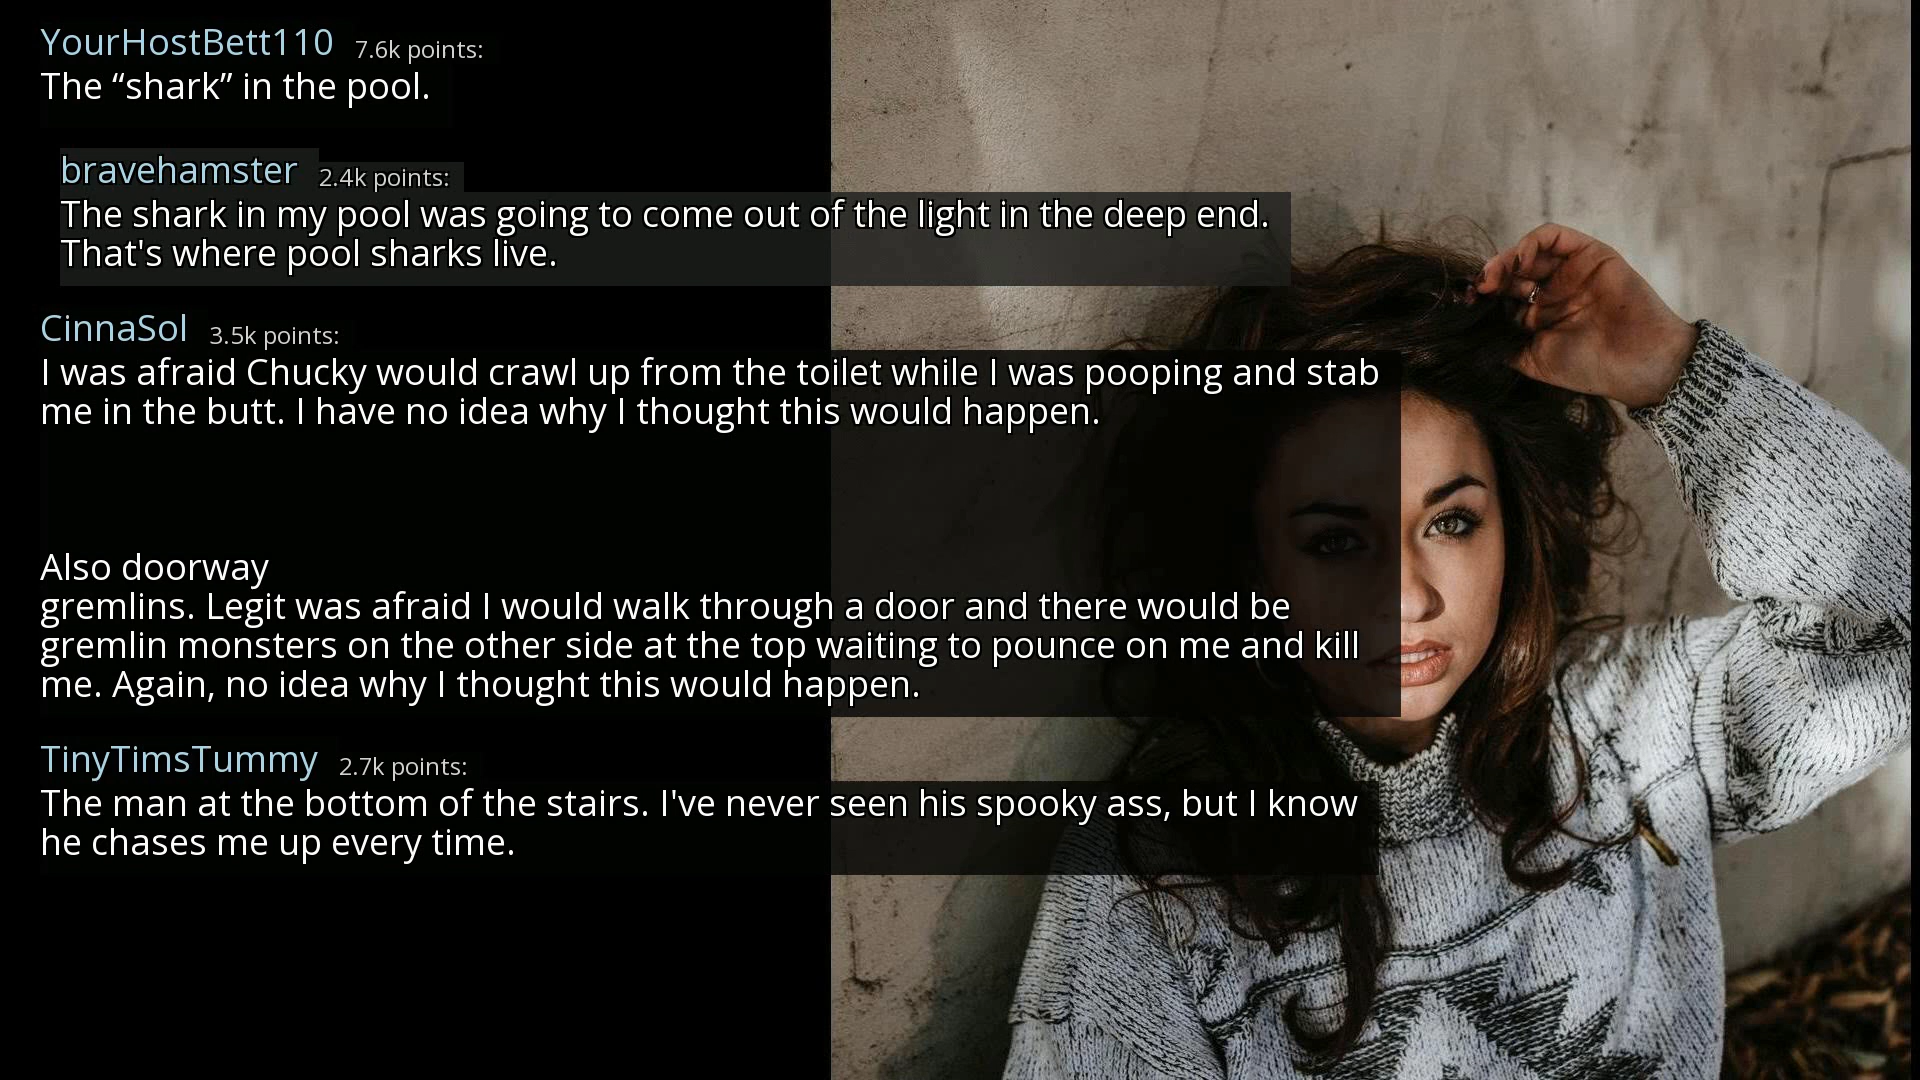 YourHostBett110 7.6k points:
The “shark” in the pool.
bravehamster 2.4k points:
The shark in my pool was going to come out of the light in the deep end.
That's where pool sharks live.
CinnaSol 3.5k points:
I was afraid Chucky would crawl up from the toilet while I was pooping and stab
me in the butt. I have no idea why I thought this would happen.
Also doorway
gremlins. Legit was afraid I would walk through a door and there would be
gremlin monsters on the other side at the top waiting to pounce on me and kill
me. Again, no idea why I thought this would happen.
TinyTimsTummy 2.7k points:
The man at the bottom of the stairs. I've never seen his spooky ass, but I know
he chases me up every time.